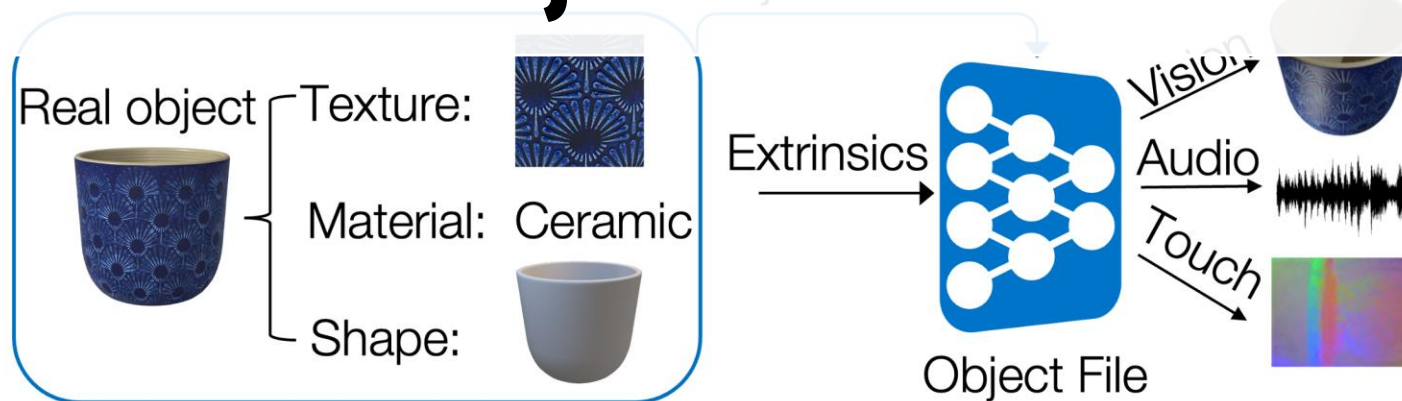 Real object
Texture:
Material: Ceramic
Shape:
Extrinsics
Object File
Vision
Audio
Touch